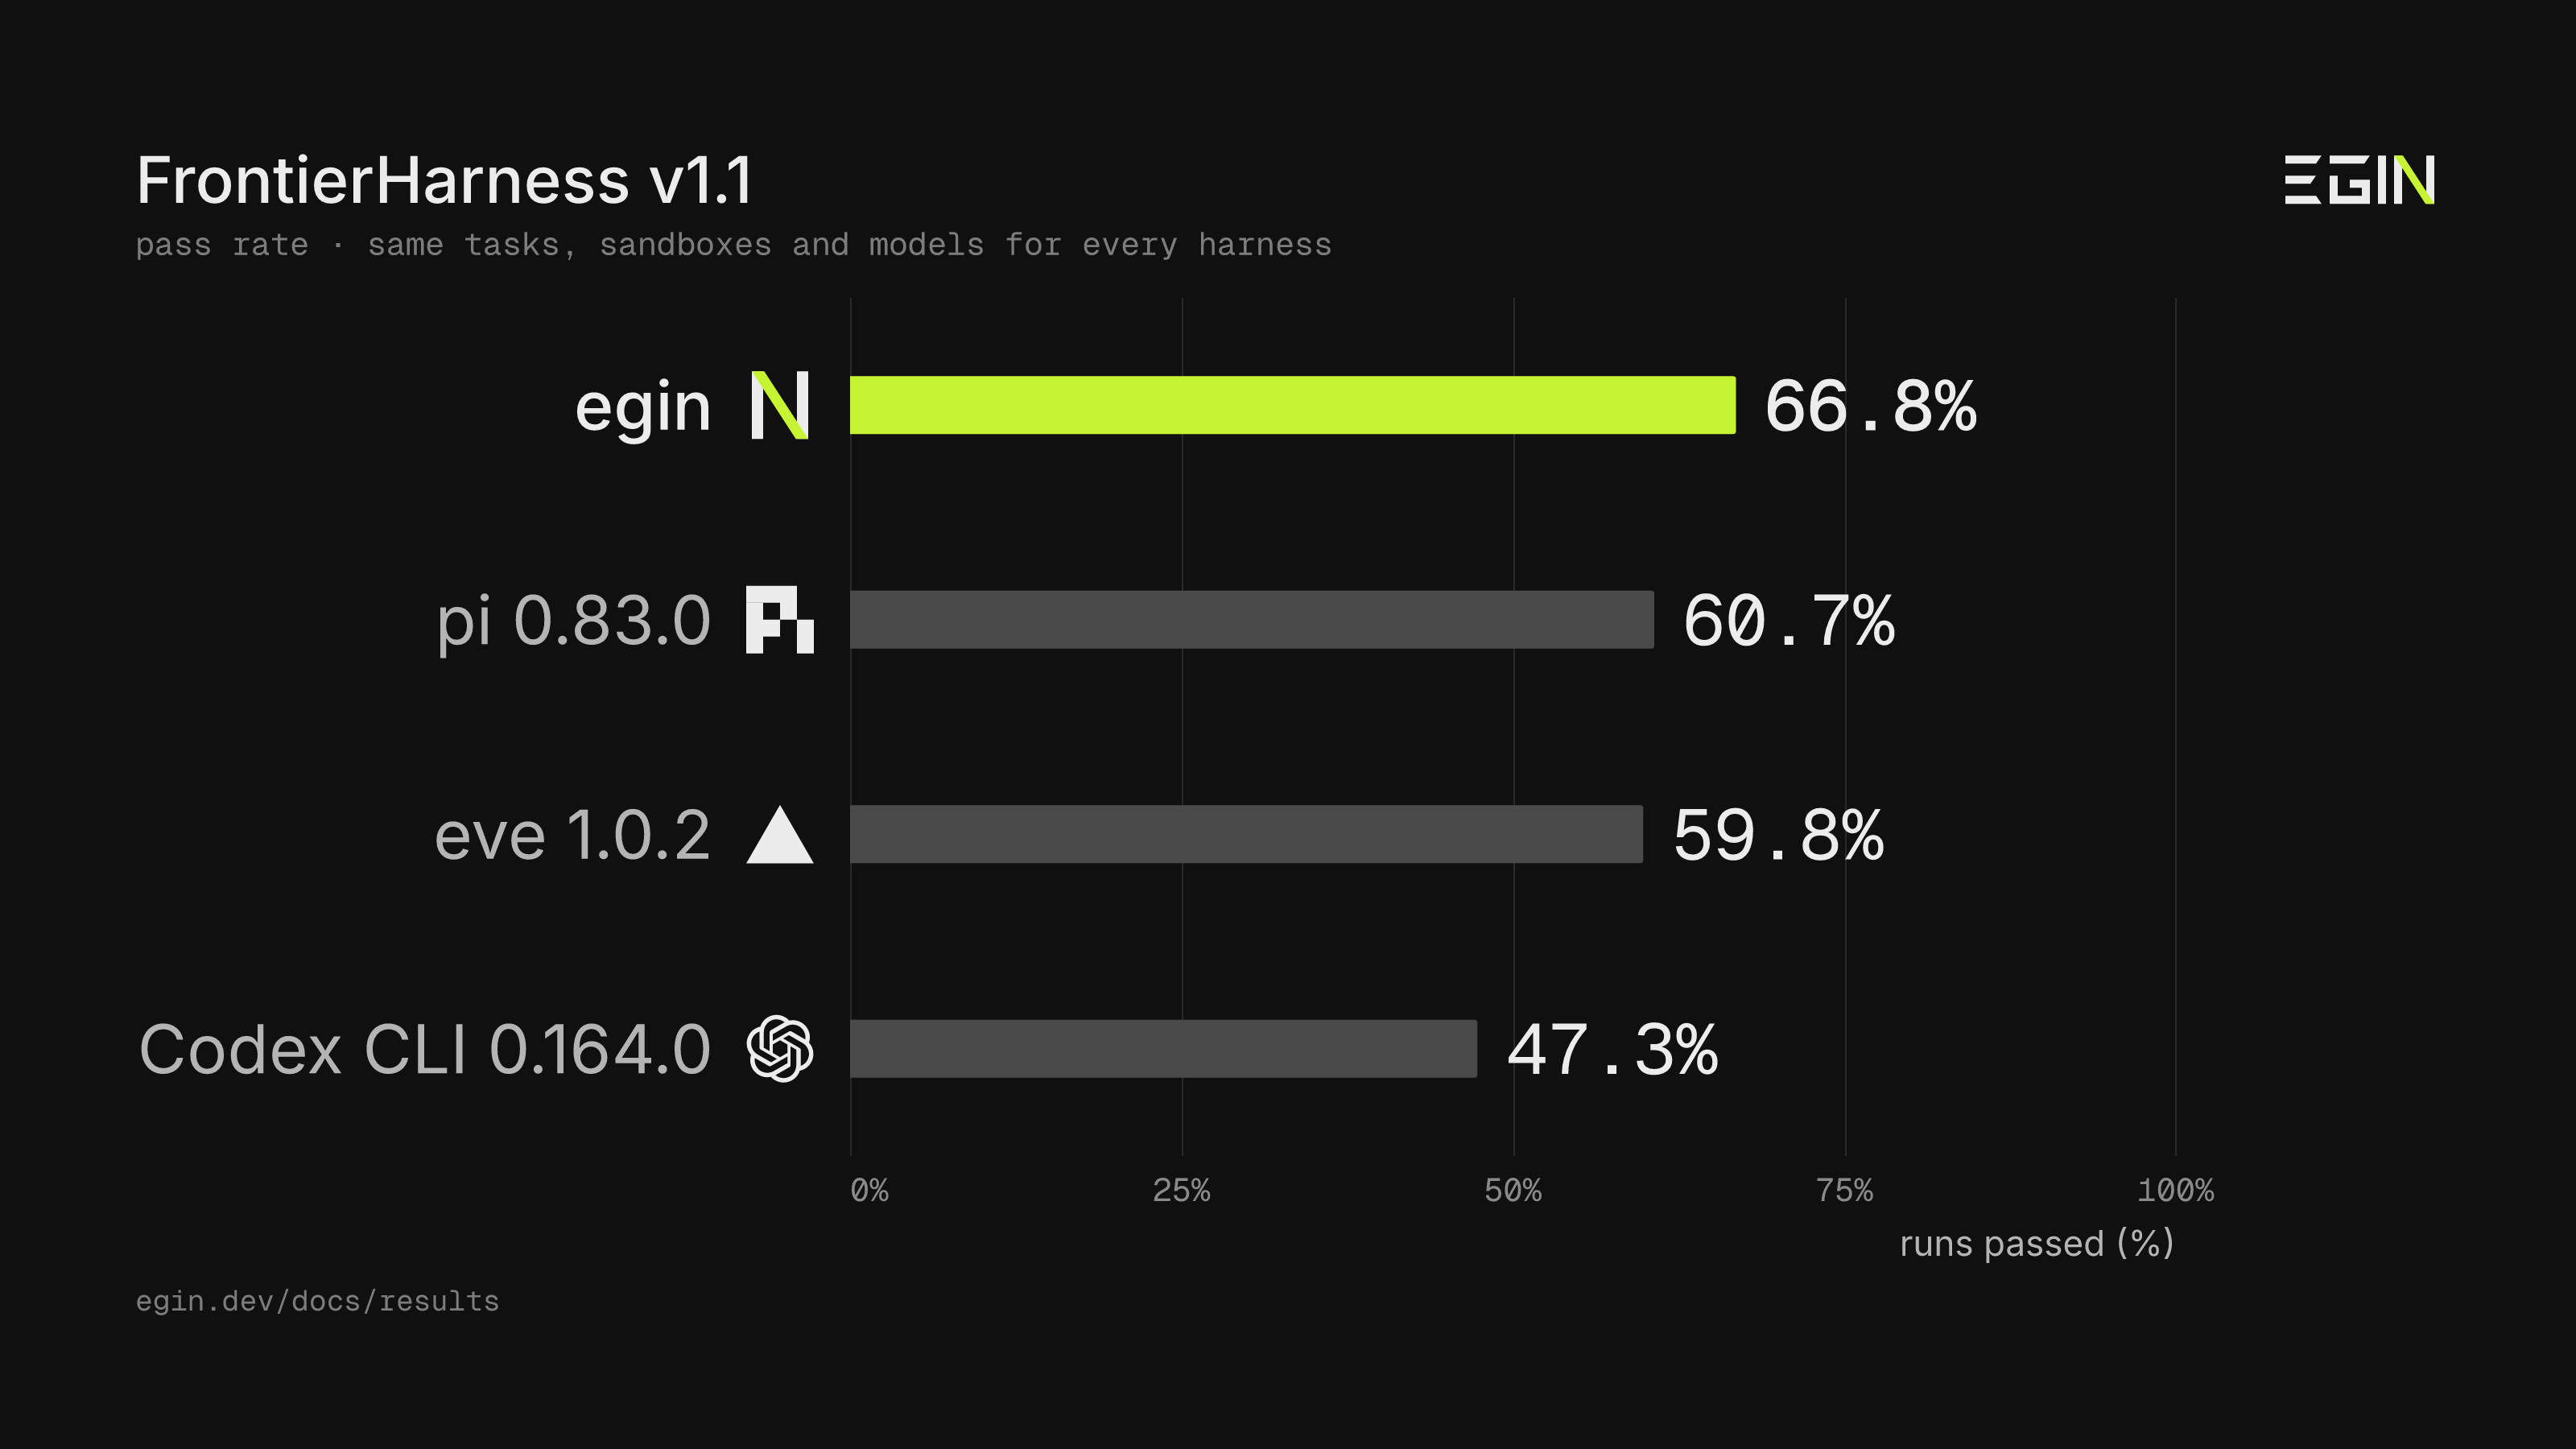 FrontierHarness v1.1
EGIN
pass rate · same tasks, sandboxes and models for every harness
egin 66.8%
pi 0.83.0 60.7%
eve 1.0.2 59.8%
Codex CLI 0.164.0 47.3%
0% 25% 50% 75% 100%
runs passed (%)
egin.dev/docs/results